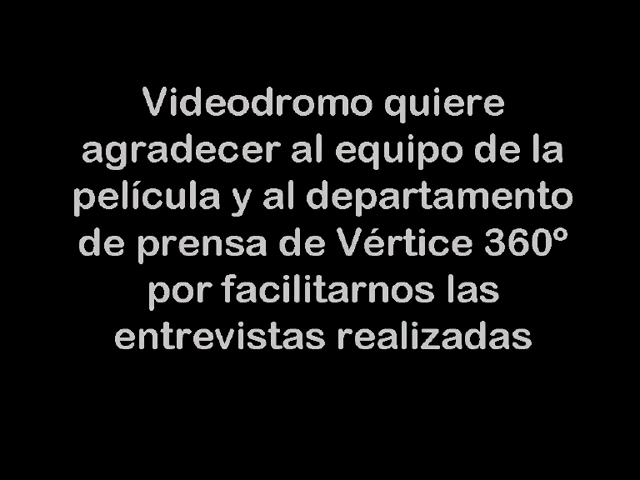 Videodromo quiere
agradecer al equipo de la
película y al departamento
de prensa de Vértice 360º
por facilitarnos las
entrevistas realizadas